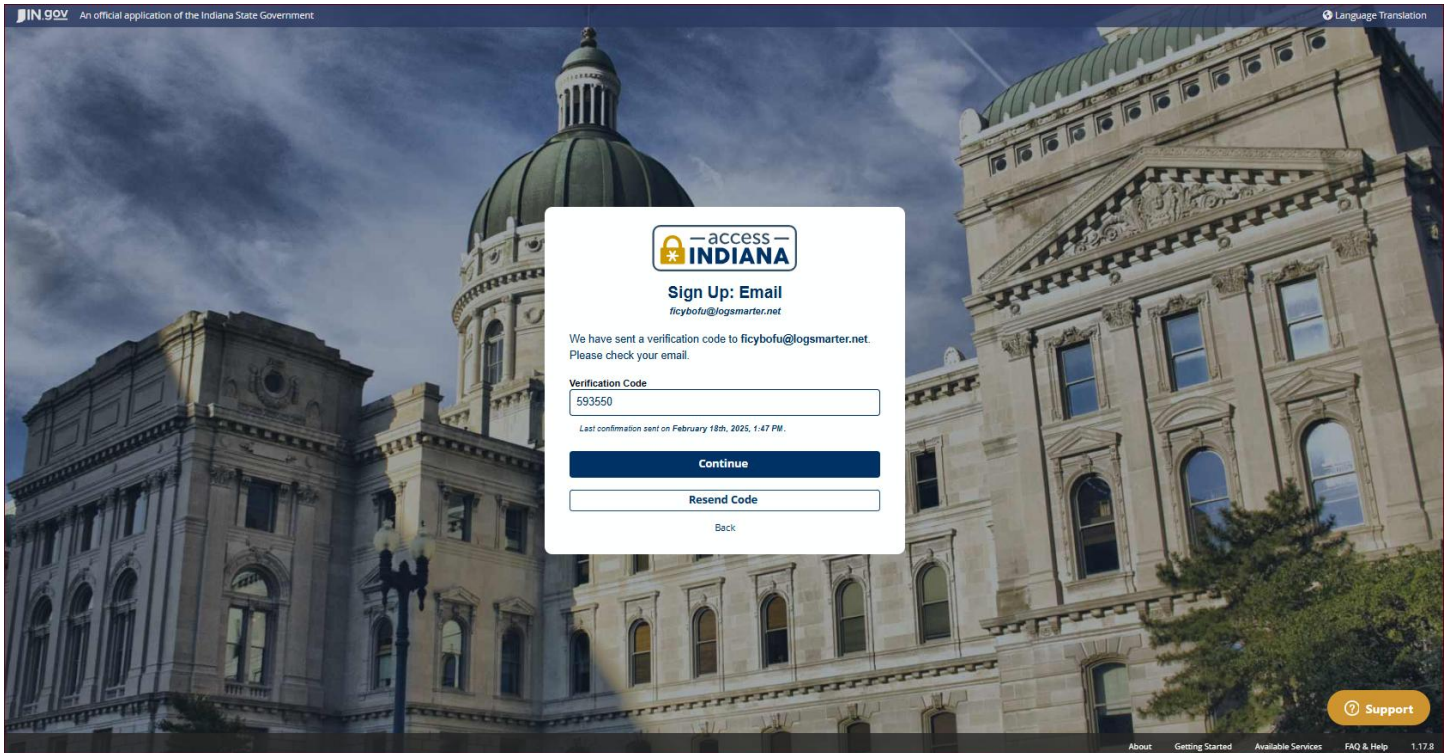 IN.gov An official application of the Indiana State Government
Language Translation
access
INDIANA
Sign Up: Email
ficybofu@logsmarter.net
We have sent a verification code to ficybofu@logsmarter.net.
Please check your email.
Verification Code
593550
Last confirmation sent on February 18th, 2025, 1:47 PM.
Continue
Resend Code
Back
Support
About Getting Started Available Services FAQ & Help 1.17.8